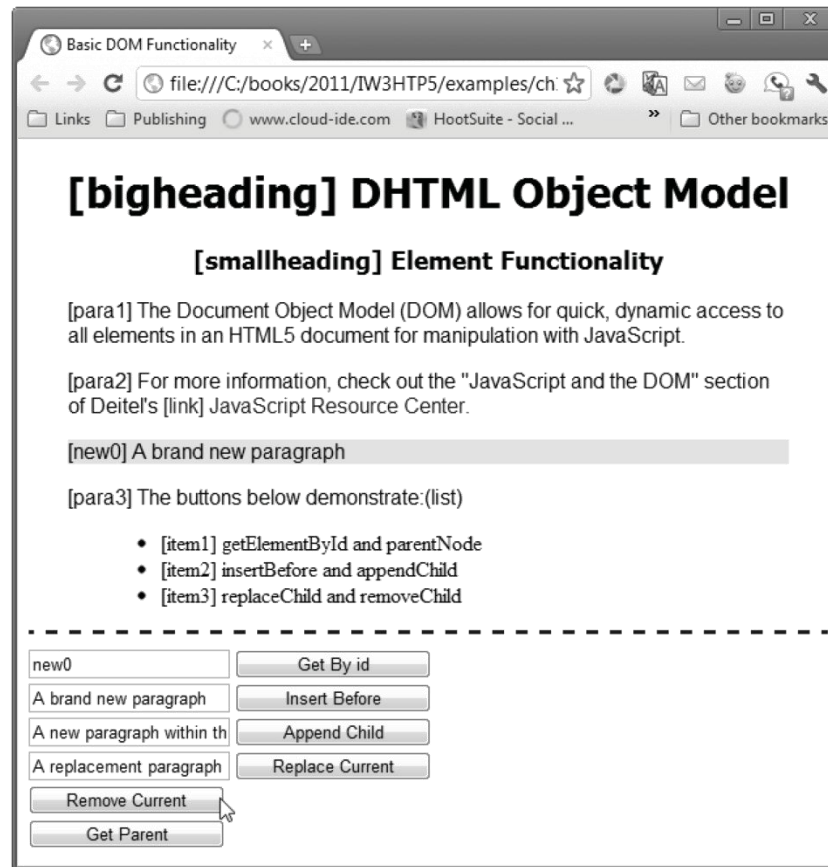 Basic DOM Functionality
file:///C:/books/2011/IW3HTP5/examples/ch
Links Publishing www.cloud-ide.com HootSuite - Social ... » Other bookmarks
[bigheading] DHTML Object Model
[smallheading] Element Functionality
[para1] The Document Object Model (DOM) allows for quick, dynamic access to
all elements in an HTML5 document for manipulation with JavaScript.
[para2] For more information, check out the "JavaScript and the DOM" section
of Deitel's [link] JavaScript Resource Center.
[new0] A brand new paragraph
[para3] The buttons below demonstrate:(list)
• [item1] getElementById and parentNode
• [item2] insertBefore and appendChild
• [item3] replaceChild and removeChild
new0 Get By id
A brand new paragraph Insert Before
A new paragraph within th Append Child
A replacement paragraph Replace Current
Remove Current
Get Parent